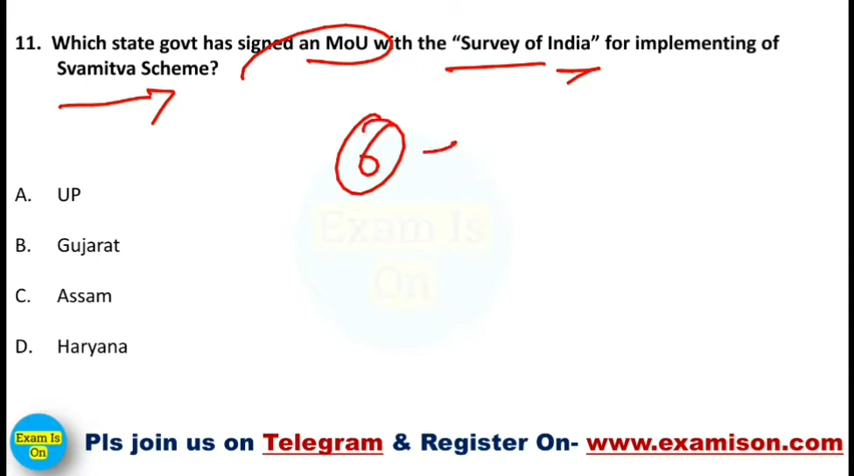 11. Which state govt has signed an MoU with the “Survey of India” for implementing of
Svamitva Scheme?
6 -
A. UP
B. Gujarat
C. Assam
D. Haryana
Exam Is
On
Exam Is
On
Pls join us on Telegram & Register On- www.examison.com